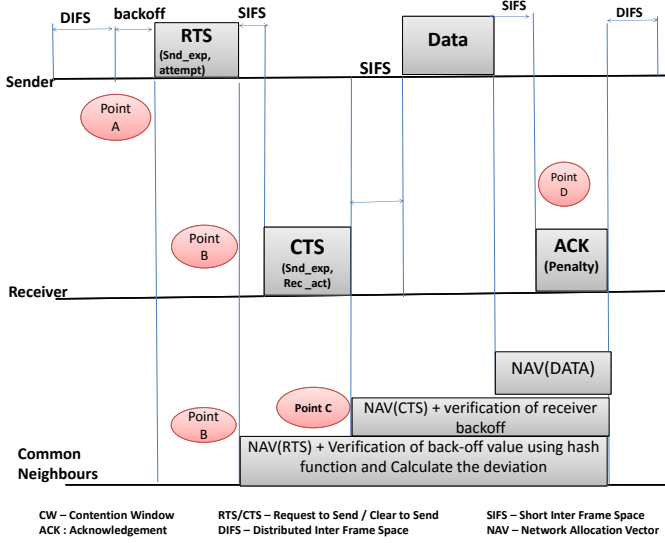 DIFS
backoff
RTS
(Snd_exp,
attempt)
SIFS
SIFS
Data
SIFS
DIFS
Sender
Point
A
Point
B
CTS
(Snd_exp,
Rec _act)
Point
D
ACK
(Penalty)
Receiver
NAV(DATA)
Point C
NAV(CTS) + verification of receiver
backoff
Point
B
NAV(RTS) + Verification of back-off value using hash
function and Calculate the deviation
Common
Neighbours
CW – Contention Window
RTS/CTS – Request to Send / Clear to Send
SIFS – Short Inter Frame Space
ACK : Acknowledgement
DIFS – Distributed Inter Frame Space
NAV – Network Allocation Vector